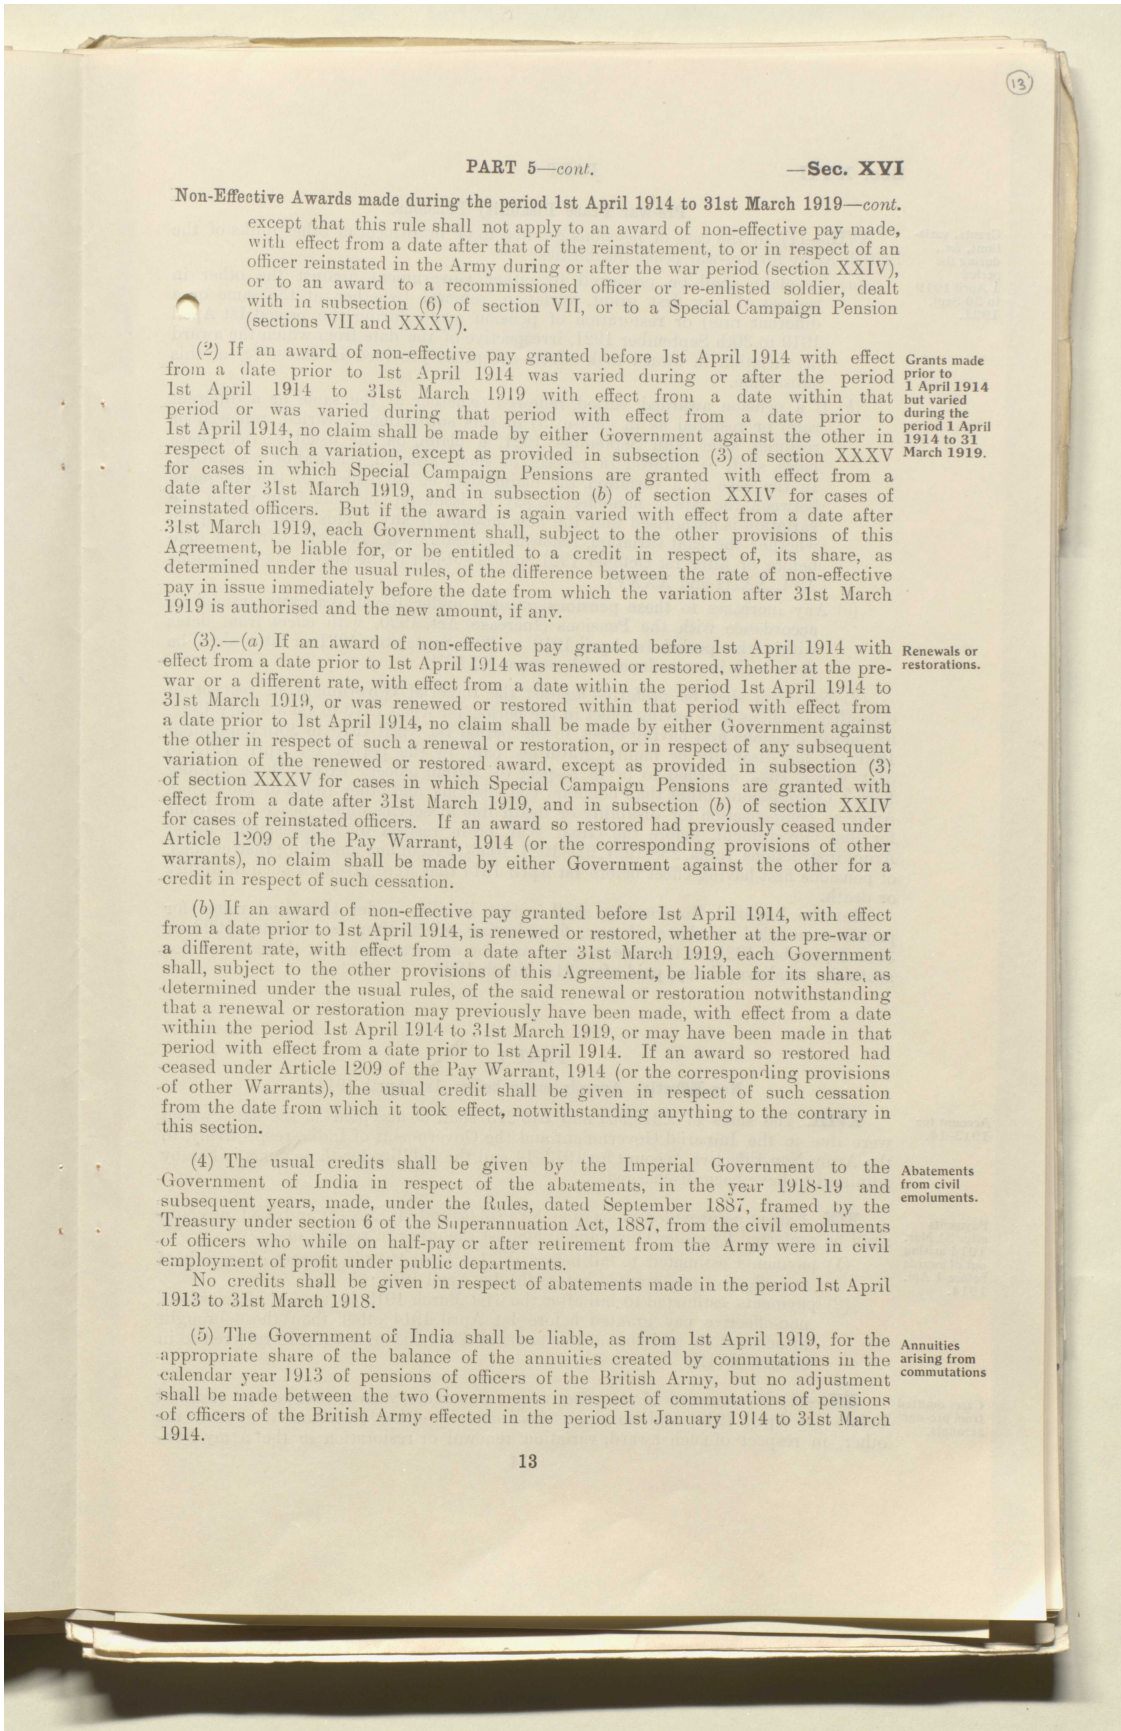 13
PART 5—cont. —Sec. XVI
Non-Effective Awards made during the period 1st April 1914 to 31st March 1919—cont.
except that this rule shall not apply to an award of non-effective pay made,
with effect from a date after that of the reinstatement, to or in respect of an
officer reinstated in the Army during or after the war period (section XXIV),
or to an award to a recommissioned officer or re-enlisted soldier, dealt
with in subsection (6) of section VII, or to a Special Campaign Pension
(sections VII and XXXV).
(2) If an award of non-effective pay granted before 1st April 1914 with effect
from a date prior to 1st April 1914 was varied during or after the period
1st April 1914 to 31st March 1919 with effect from a date within that
period or was varied during that period with effect from a date prior to
1st April 1914, no claim shall be made by either Government against the other in
respect of such a variation, except as provided in subsection (3) of section XXXV
for cases in which Special Campaign Pensions are granted with effect from a
date after 31st March 1919, and in subsection (b) of section XXIV for cases of
reinstated officers. But if the award is again varied with effect from a date after
31st March 1919, each Government shall, subject to the other provisions of this
Agreement, be liable for, or be entitled to a credit in respect of, its share, as
determined under the usual rules, of the difference between the rate of non-effective
pay in issue immediately before the date from which the variation after 31st March
1919 is authorised and the new amount, if any.
Grants made
prior to
1 April 1914
but varied
during the
period 1 April
1914 to 31
March 1919.
(3).—(a) If an award of non-effective pay granted before 1st April 1914 with
effect from a date prior to 1st April 1914 was renewed or restored, whether at the pre-
war or a different rate, with effect from a date within the period 1st April 1914 to
31st March 1919, or was renewed or restored within that period with effect from
a date prior to 1st April 1914, no claim shall be made by either Government against
the other in respect of such a renewal or restoration, or in respect of any subsequent
variation of the renewed or restored award, except as provided in subsection (3)
of section XXXV for cases in which Special Campaign Pensions are granted with
effect from a date after 31st March 1919, and in subsection (b) of section XXIV
for cases of reinstated officers. If an award so restored had previously ceased under
Article 1209 of the Pay Warrant, 1914 (or the corresponding provisions of other
warrants), no claim shall be made by either Government against the other for a
credit in respect of such cessation.
Renewals or
restorations.
(b) If an award of non-effective pay granted before 1st April 1914, with effect
from a date prior to 1st April 1914, is renewed or restored, whether at the pre-war or
a different rate, with effect from a date after 31st March 1919, each Government
shall, subject to the other provisions of this Agreement, be liable for its share, as
determined under the usual rules, of the said renewal or restoration notwithstanding
that a renewal or restoration may previously have been made, with effect from a date
within the period 1st April 1914 to 31st March 1919, or may have been made in that
period with effect from a date prior to 1st April 1914. If an award so restored had
ceased under Article 1209 of the Pay Warrant, 1914 (or the corresponding provisions
of other Warrants), the usual credit shall be given in respect of such cessation
from the date from which it took effect, notwithstanding anything to the contrary in
this section.
(4) The usual credits shall be given by the Imperial Government to the
Government of India in respect of the abatements, in the year 1918-19 and
subsequent years, made, under the Rules, dated September 1887, framed by the
Treasury under section 6 of the Superannuation Act, 1887, from the civil emoluments
of officers who while on half-pay or after retirement from the Army were in civil
employment of profit under public departments.
No credits shall be given in respect of abatements made in the period 1st April
1913 to 31st March 1918.
Abatements
from civil
emoluments.
(5) The Government of India shall be liable, as from 1st April 1919, for the
appropriate share of the balance of the annuities created by commutations in the
calendar year 1913 of pensions of officers of the British Army, but no adjustment
shall be made between the two Governments in respect of commutations of pensions
of officers of the British Army effected in the period 1st January 1914 to 31st March
1914.
Annuities
arising from
commutations
13